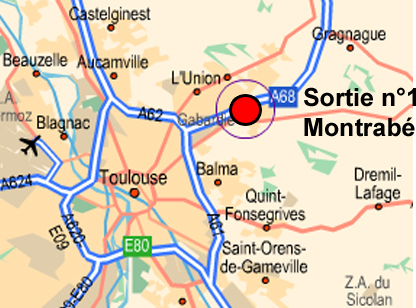 Castelginest
Gragnague
Beauzelle
Aucamville
L'Union
A68
Sortie n°1
A62
Montrabé
Blagnac
Balma
A624
Toulouse
Dremil-
Lafage
Quint-
Fonsegrives
A620
A61
E09
E80
Saint-Orens-
de-Gameville
Z.A. du
Sicolan